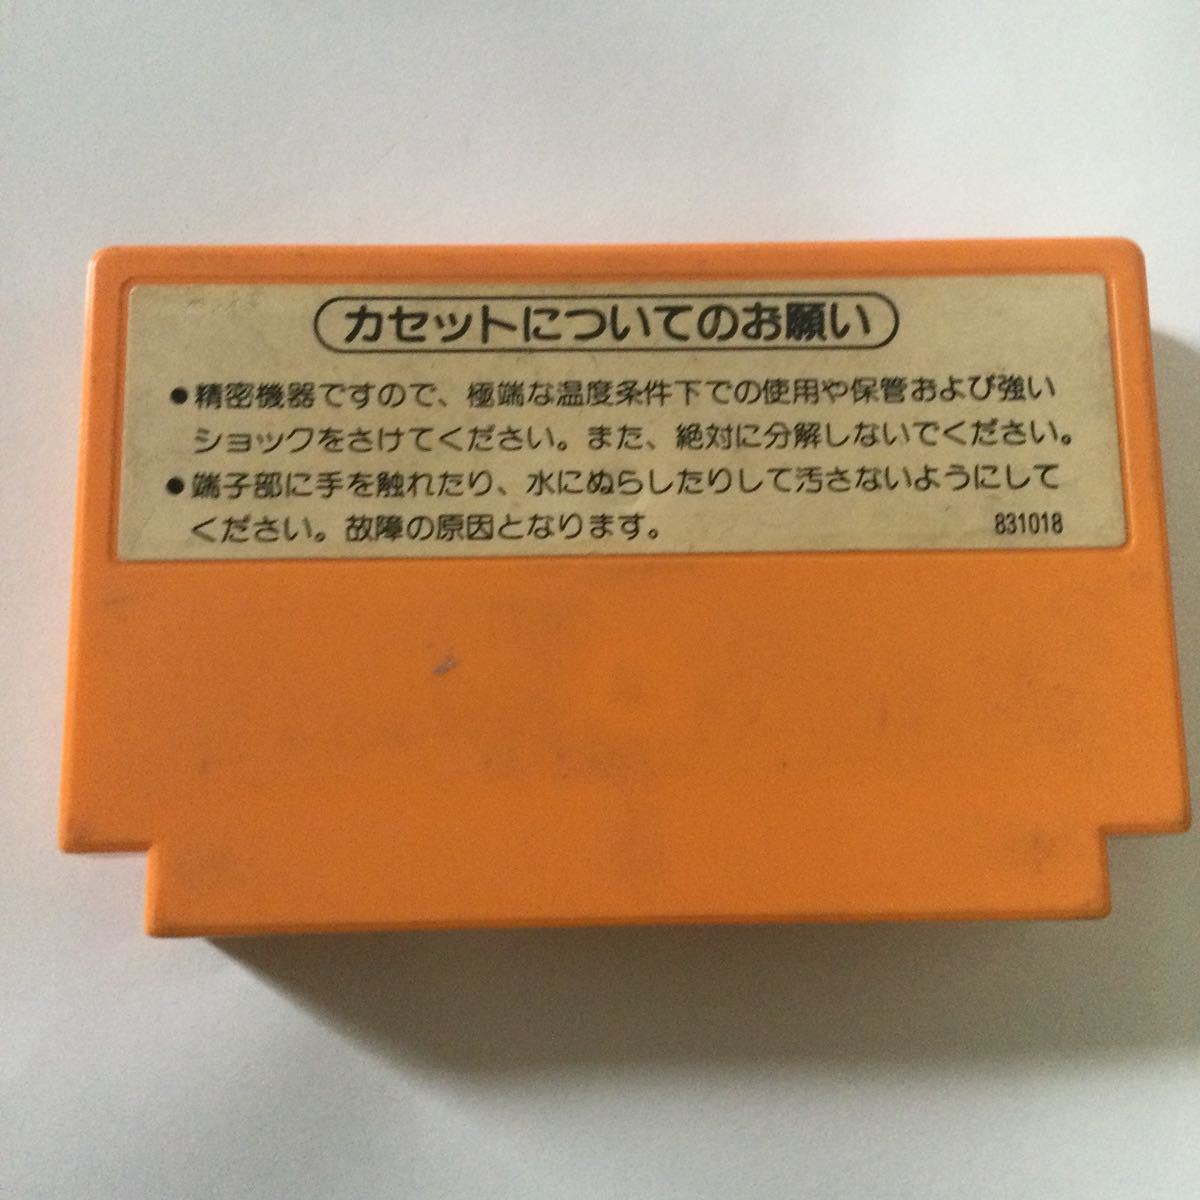 カセットについてのお願い
●精密機器ですので、極端な温度条件下での使用や保管および強い
ショックをさけてください。また、絶対に分解しないでください。
●端子部に手を触れたり、水にぬらしたりして汚さないようにして
ください。故障の原因となります。 831018